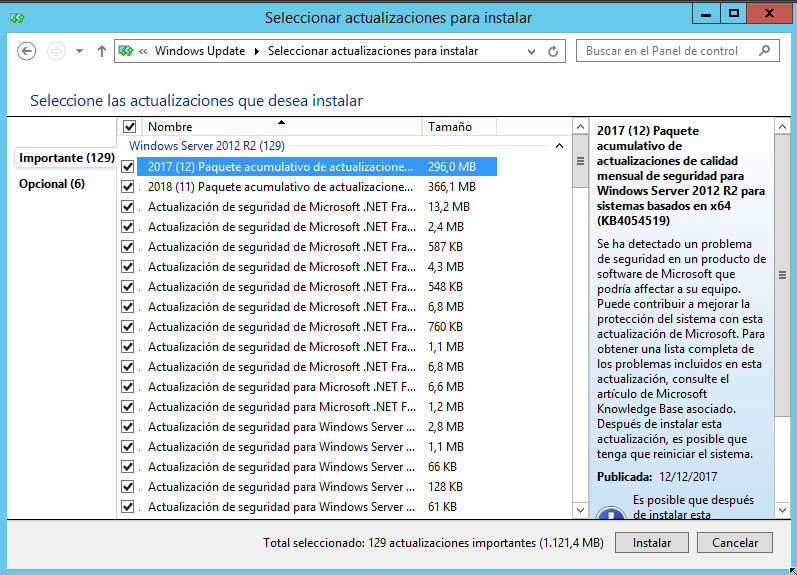 Seleccionar actualizaciones para instalar
« Windows Update ▸ Seleccionar actualizaciones para instalar
Buscar en el Panel de control
Seleccione las actualizaciones que desea instalar
Importante (129)
Opcional (6)
Nombre Tamaño
Windows Server 2012 R2 (129)
2017 (12) Paquete acumulativo de actualizacione... 296,0 MB
2018 (11) Paquete acumulativo de actualizacione... 366,1 MB
Actualización de seguridad de Microsoft .NET Fra... 13,2 MB
Actualización de seguridad de Microsoft .NET Fra... 2,4 MB
Actualización de seguridad de Microsoft .NET Fra... 587 KB
Actualización de seguridad de Microsoft .NET Fra... 4,3 MB
Actualización de seguridad de Microsoft .NET Fra... 548 KB
Actualización de seguridad de Microsoft .NET Fra... 6,8 MB
Actualización de seguridad de Microsoft .NET Fra... 760 KB
Actualización de seguridad de Microsoft .NET Fra... 1,1 MB
Actualización de seguridad de Microsoft .NET Fra... 6,8 MB
Actualización de seguridad para Microsoft .NET F... 6,6 MB
Actualización de seguridad para Microsoft .NET F... 1,2 MB
Actualización de seguridad para Windows Server ... 2,8 MB
Actualización de seguridad para Windows Server ... 1,1 MB
Actualización de seguridad para Windows Server ... 66 KB
Actualización de seguridad para Windows Server ... 128 KB
Actualización de seguridad para Windows Server ... 61 KB
2017 (12) Paquete
acumulativo de
actualizaciones de calidad
mensual de seguridad para
Windows Server 2012 R2 para
sistemas basados en x64
(KB4054519)
Se ha detectado un problema
de seguridad en un producto de
software de Microsoft que
podría afectar a su equipo.
Puede contribuir a mejorar la
protección del sistema con esta
actualización de Microsoft. Para
obtener una lista completa de
los problemas incluidos en esta
actualización, consulte el
artículo de Microsoft
Knowledge Base asociado.
Después de instalar esta
actualización, es posible que
tenga que reiniciar el sistema.
Publicada: 12/12/2017
Es posible que después
de instalar esta
Total seleccionado: 129 actualizaciones importantes (1.121,4 MB)
Instalar
Cancelar